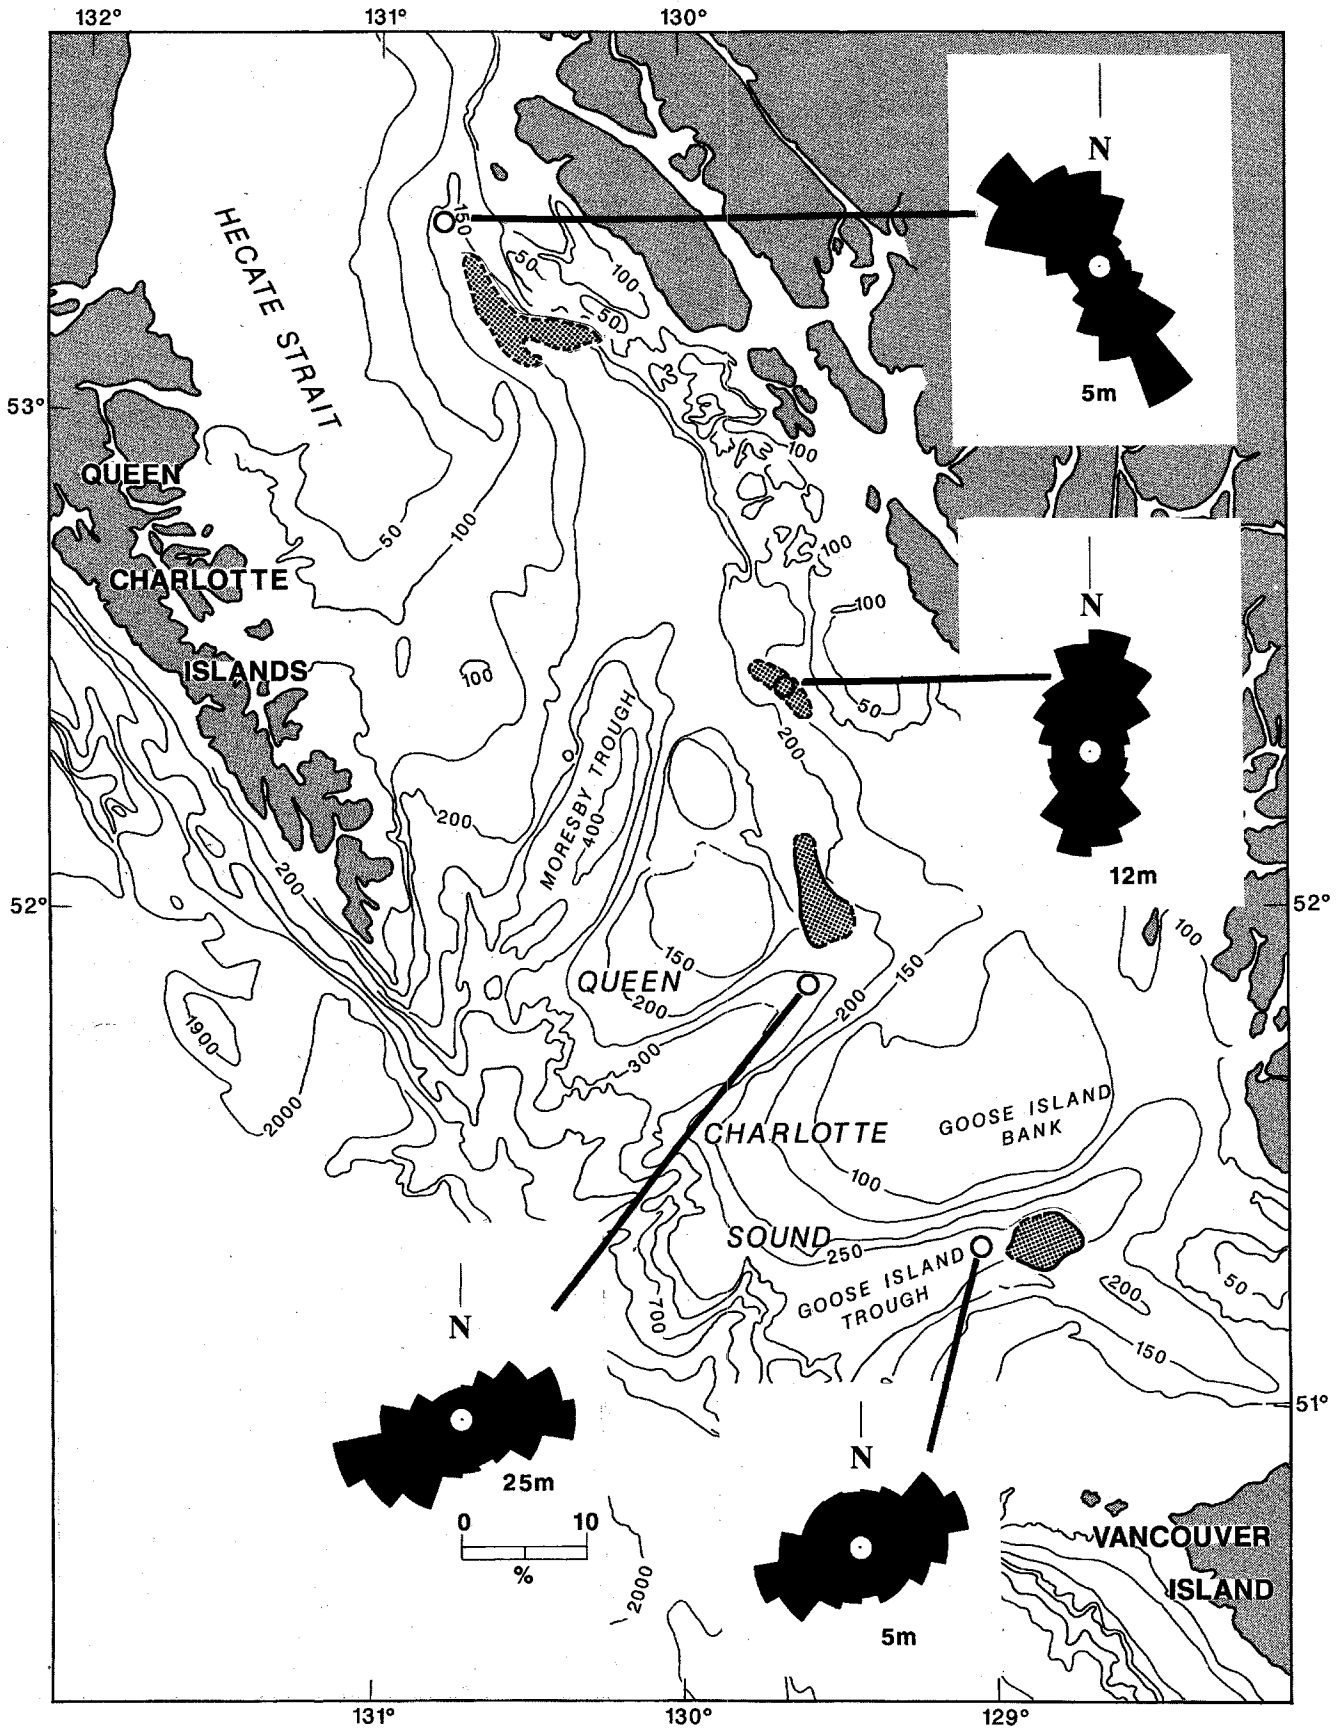 132°
131°
130°
N
150
HECATE STRAIT
50
100
50
5m
53°
100
QUEEN
50
100
100
CHARLOTTE
100
N
ISLANDS
100
50
200
MORESBY TROUGH
400
200
200
12m
52°
52°
100
150
150
QUEEN
200
200
1900
300
2000
GOOSE ISLAND
BANK
CHARLOTTE
100
SOUND
250
GOOSE ISLAND
TROUGH
200
50
700
N
150
51°
N
25m
0 10
%
VANCOUVER
ISLAND
2000
5m
131°
130°
129°